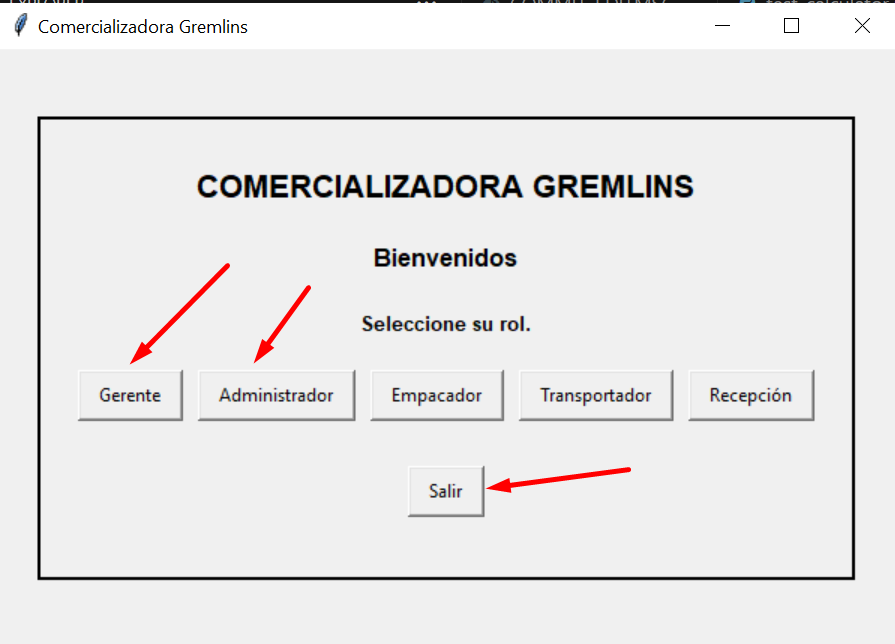 Comercializadora Gremlins
COMERCIALIZADORA GREMLINS
Bienvenidos
Seleccione su rol.
Gerente Administrador Empacador Transportador Recepción
Salir